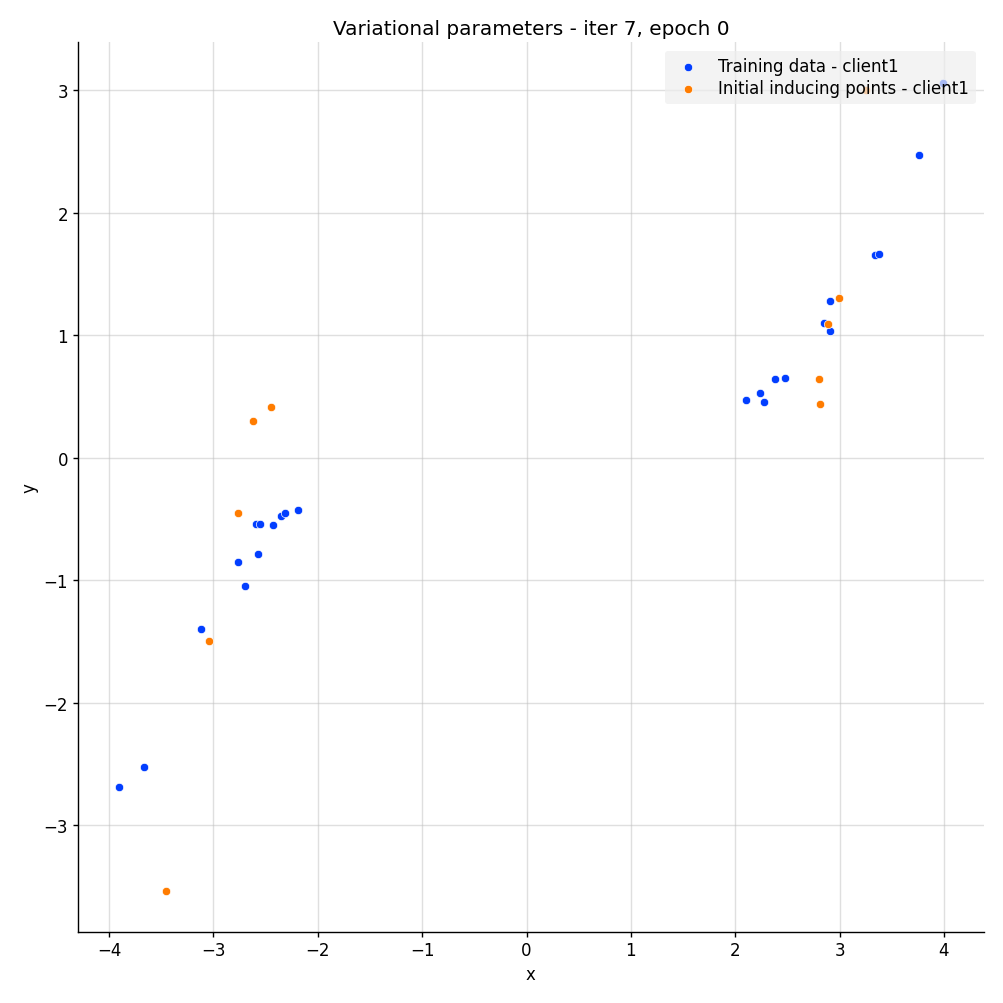 Variational parameters - iter 7, epoch 0
Training data - client1
Initial inducing points - client1
3
2
1
0
−1
−2
−3
y
−4 −3 −2 −1 0 1 2 3 4
x